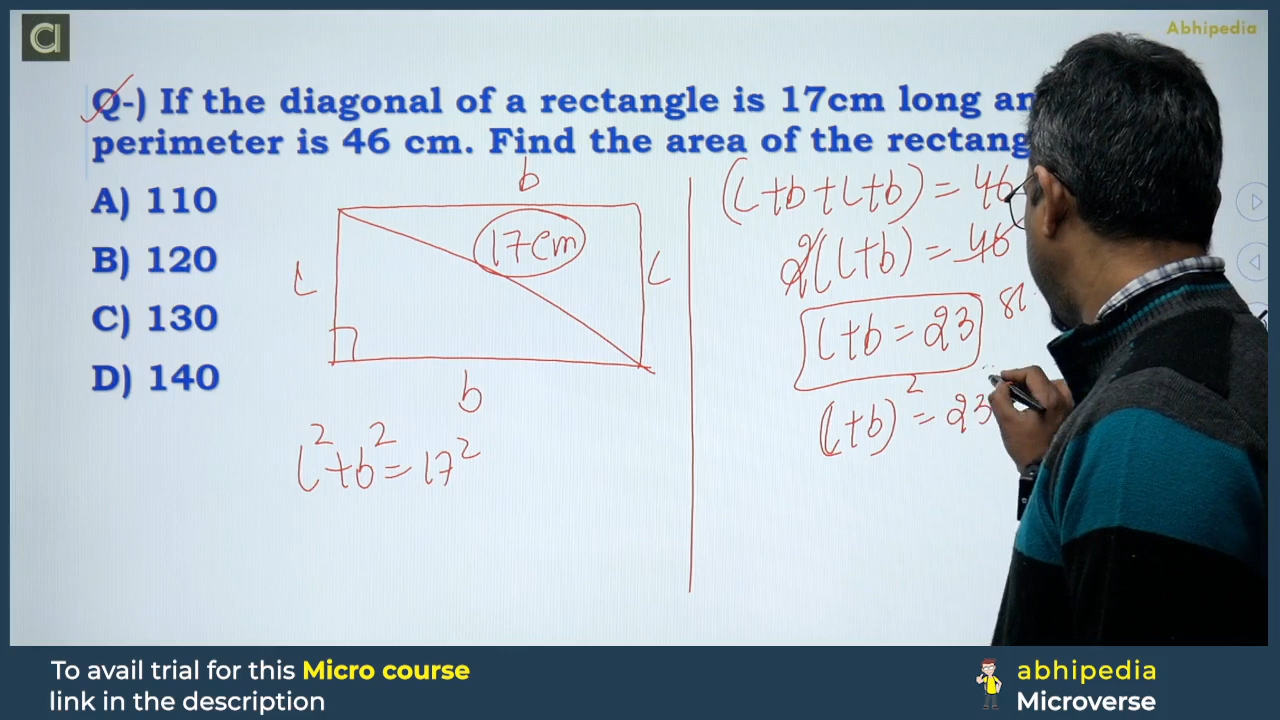 Abhipedia
Q-) If the diagonal of a rectangle is 17cm long
perimeter is 46 cm. Find the area of the
A) 110
B) 120
C) 130
D) 140
b
17cm
l
l
b
l²+b²=17²
(l+b+l+b) = 46
2(l+b) = 46
l+b = 23
(l+b)² = 23
To avail trial for this Micro course
link in the description
abhipedia
Microverse